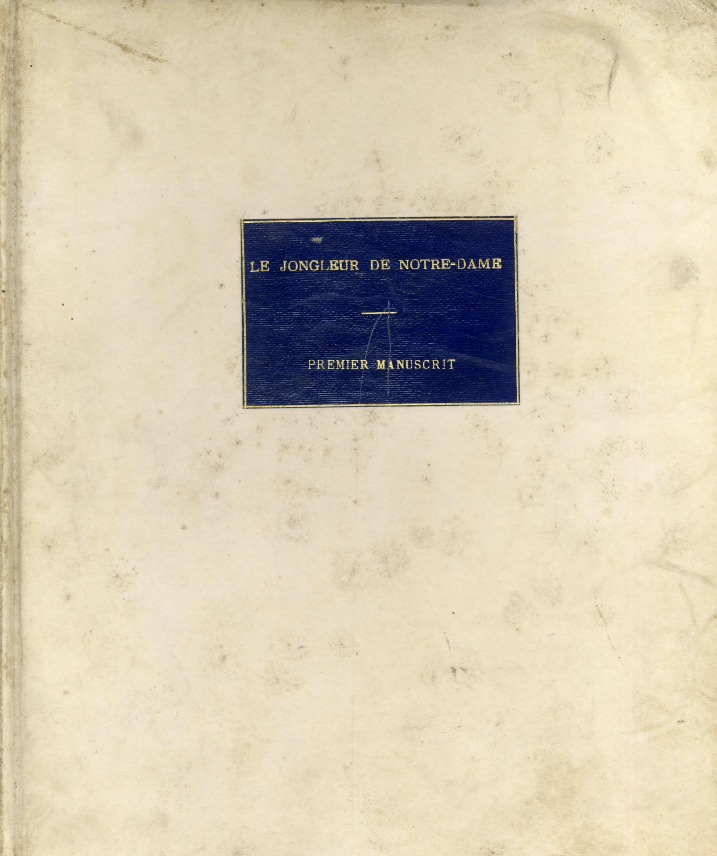 LE JONGLEUR DE NOTRE-DAME
PREMIER MANUSCRIT